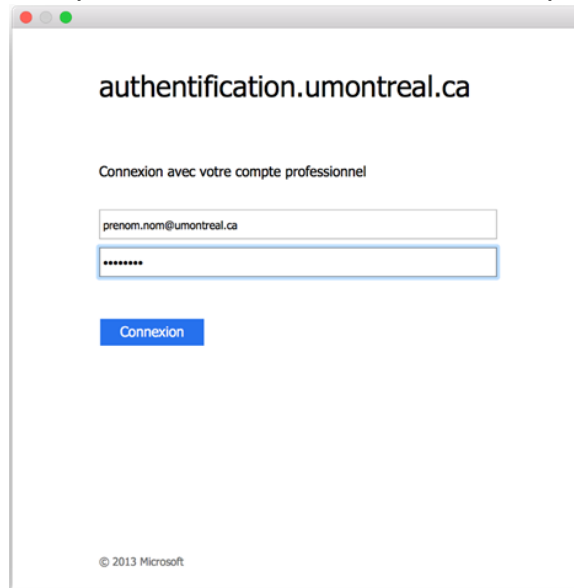 authentification.umontreal.ca
Connexion avec votre compte professionnel
prenom.nom@umontreal.ca
••••••••
Connexion
© 2013 Microsoft